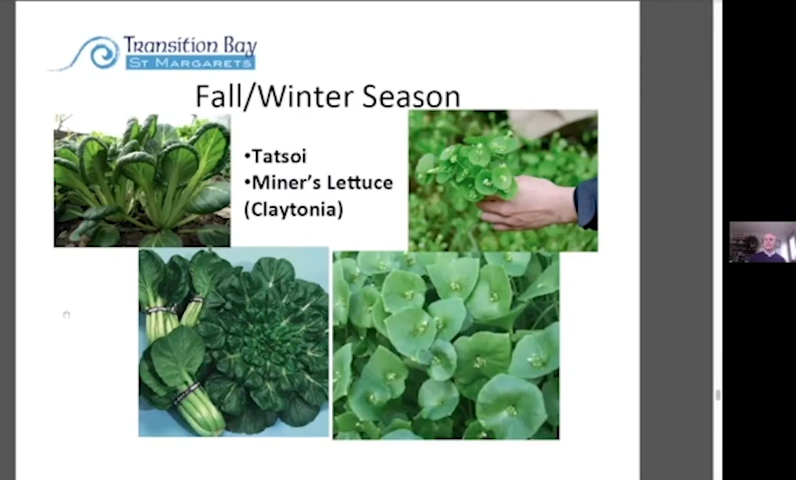 Transition Bay
St Margarets
Fall/Winter Season
•Tatsoi
•Miner's Lettuce
(Claytonia)